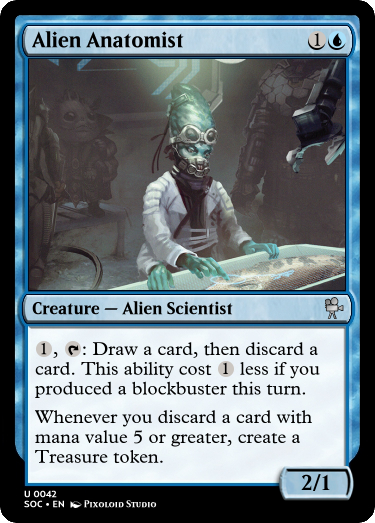 Alien Anatomist 1
Creature — Alien Scientist
1, : Draw a card, then discard a
card. This ability cost 1 less if you
produced a blockbuster this turn.
Whenever you discard a card with
mana value 5 or greater, create a
Treasure token.
2/1
U 0042
SOC • EN Pixoloid Studio